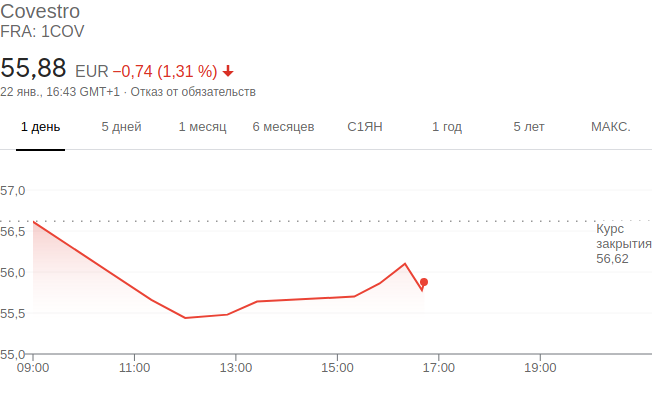 Covestro
FRA: 1COV
55,88 EUR −0,74 (1,31 %)
22 янв., 16:43 GMT+1 · Отказ от обязательств
1 день 5 дней 1 месяц 6 месяцев С1ЯН 1 год 5 лет МАКС.
57,0
56,5
56,0
55,5
55,0
Курс
закрытия
56,62
09:00 11:00 13:00 15:00 17:00 19:00